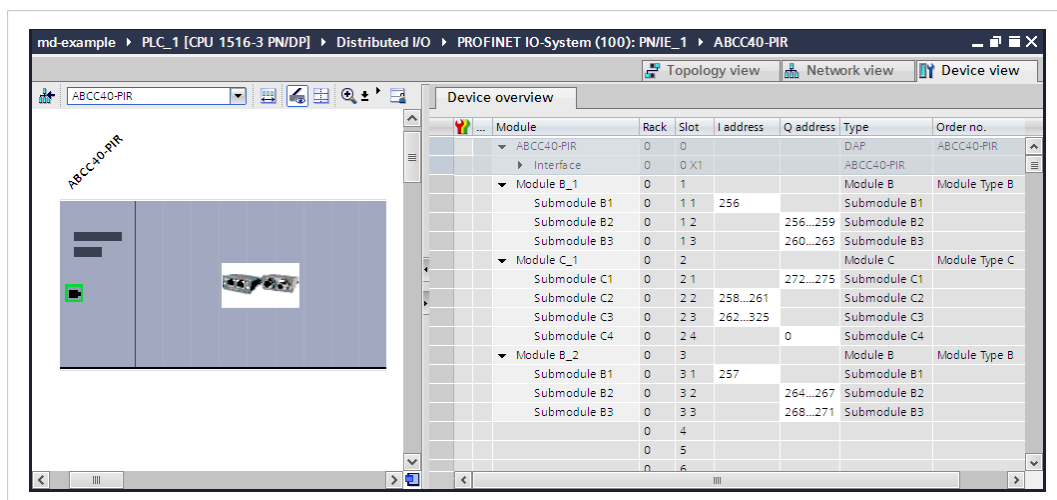 md-example ▸ PLC_1 [CPU 1516-3 PN/DP] ▸ Distributed I/O ▸ PROFINET IO-System (100): PN/IE_1 ▸ ABCC40-PIR
Topology view Network view Device view
ABCC40-PIR
Device overview
ABCC40-PIR
... Module Rack Slot I address Q address Type Order no.
ABCC40-PIR 0 0 DAP ABCC40-PIR
Interface 0 0 X1 ABCC40-PIR
Module B_1 0 1 Module B Module Type B
Submodule B1 0 1 1 256 Submodule B1
Submodule B2 0 1 2 256...259 Submodule B2
Submodule B3 0 1 3 260...263 Submodule B3
Module C_1 0 2 Module C Module Type C
Submodule C1 0 2 1 272...275 Submodule C1
Submodule C2 0 2 2 258...261 Submodule C2
Submodule C3 0 2 3 262...325 Submodule C3
Submodule C4 0 2 4 0 Submodule C4
Module B_2 0 3 Module B Module Type B
Submodule B1 0 3 1 257 Submodule B1
Submodule B2 0 3 2 264...267 Submodule B2
Submodule B3 0 3 3 268...271 Submodule B3
0 4
0 5
0 6